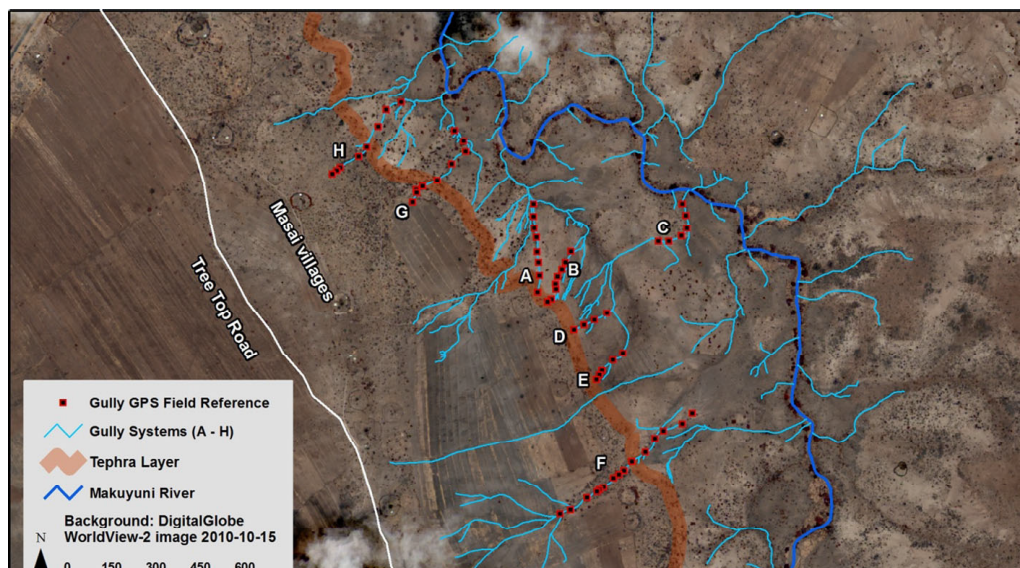 H
G
Masai villages
C
A
B
Tree Top Road
D
E
F
Gully GPS Field Reference
Gully Systems (A - H)
Tephra Layer
Makuyuni River
Background: DigitalGlobe
WorldView-2 image 2010-10-15
N
0 150 300 450 600